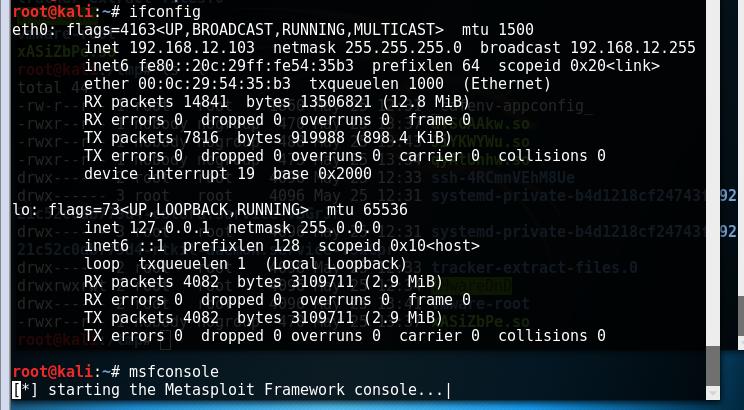 root@kali:~# ifconfig
eth0: flags=4163<UP,BROADCAST,RUNNING,MULTICAST>  mtu 1500
        inet 192.168.12.103  netmask 255.255.255.0  broadcast 192.168.12.255
        inet6 fe80::20c:29ff:fe54:35b3  prefixlen 64  scopeid 0x20<link>
        ether 00:0c:29:54:35:b3  txqueuelen 1000  (Ethernet)
        RX packets 14841  bytes 13506821 (12.8 MiB)
        RX errors 0  dropped 0  overruns 0  frame 0
        TX packets 7816  bytes 919988 (898.4 KiB)
        TX errors 0  dropped 0 overruns 0  carrier 0  collisions 0
        device interrupt 19  base 0x2000
lo: flags=73<UP,LOOPBACK,RUNNING>  mtu 65536
        inet 127.0.0.1  netmask 255.0.0.0
        inet6 ::1  prefixlen 128  scopeid 0x10<host>
        loop  txqueuelen 1  (Local Loopback)
        RX packets 4082  bytes 3109711 (2.9 MiB)
        RX errors 0  dropped 0  overruns 0  frame 0
        TX packets 4082  bytes 3109711 (2.9 MiB)
        TX errors 0  dropped 0 overruns 0  carrier 0  collisions 0
root@kali:~# msfconsole
[*] starting the Metasploit Framework console...|